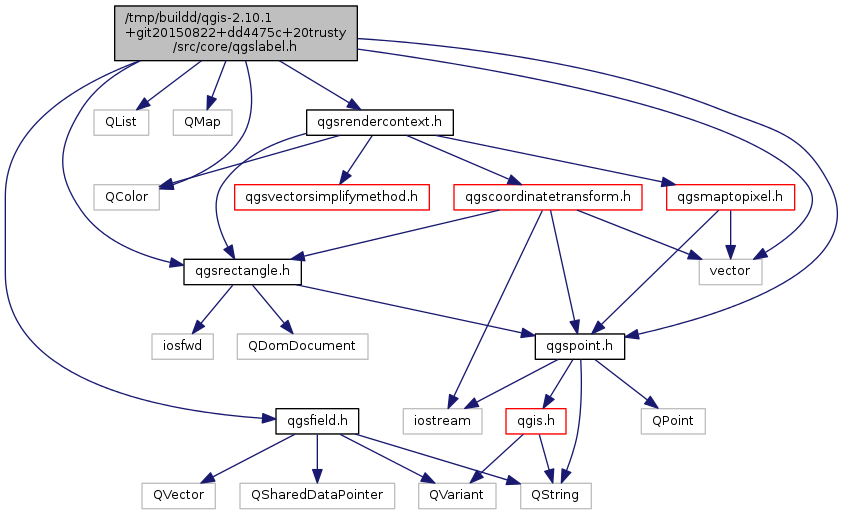 /tmp/buildd/qgis-2.10.1
+git20150822+dd4475c+20trusty
/src/core/qgslabel.h
QList
QMap
qgsrendercontext.h
QColor
qgsvectorsimplifymethod.h
qgscoordinatetransform.h
qgsmaptopixel.h
qgsrectangle.h
vector
iosfwd
QDomDocument
qgspoint.h
qgsfield.h
iostream
qgis.h
QPoint
QVector
QSharedDataPointer
QVariant
QString